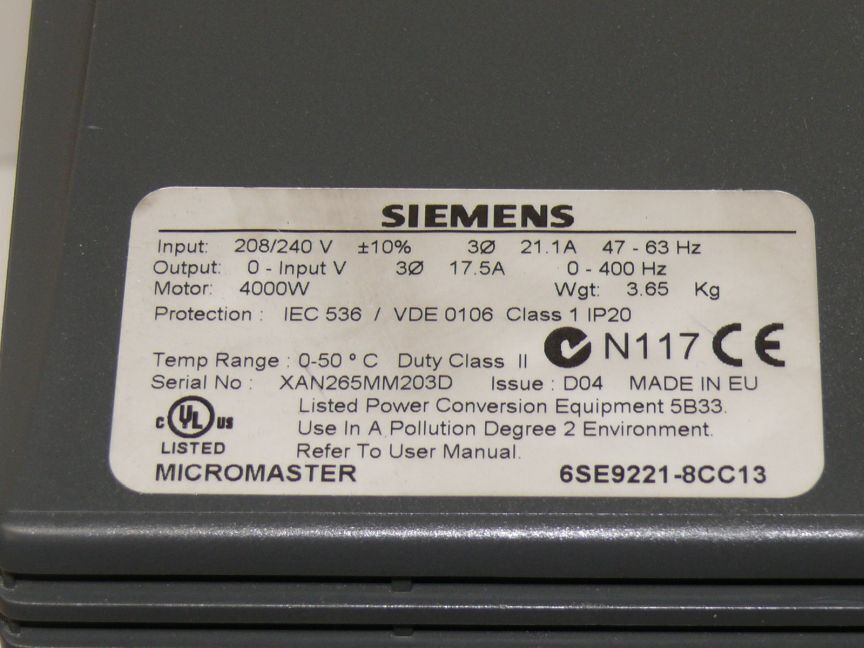 SIEMENS
Input: 208/240 V ±10% 3Ø 21.1A 47 - 63 Hz
Output: 0 - Input V 3Ø 17.5A 0 - 400 Hz
Motor: 4000W Wgt: 3.65 Kg
Protection : IEC 536 / VDE 0106 Class 1 IP20
N117 CE
Temp Range : 0-50 ° C Duty Class II
Serial No : XAN265MM203D Issue : D04 MADE IN EU
Listed Power Conversion Equipment 5B33.
c UL us Use In A Pollution Degree 2 Environment.
LISTED Refer To User Manual.
MICROMASTER 6SE9221-8CC13